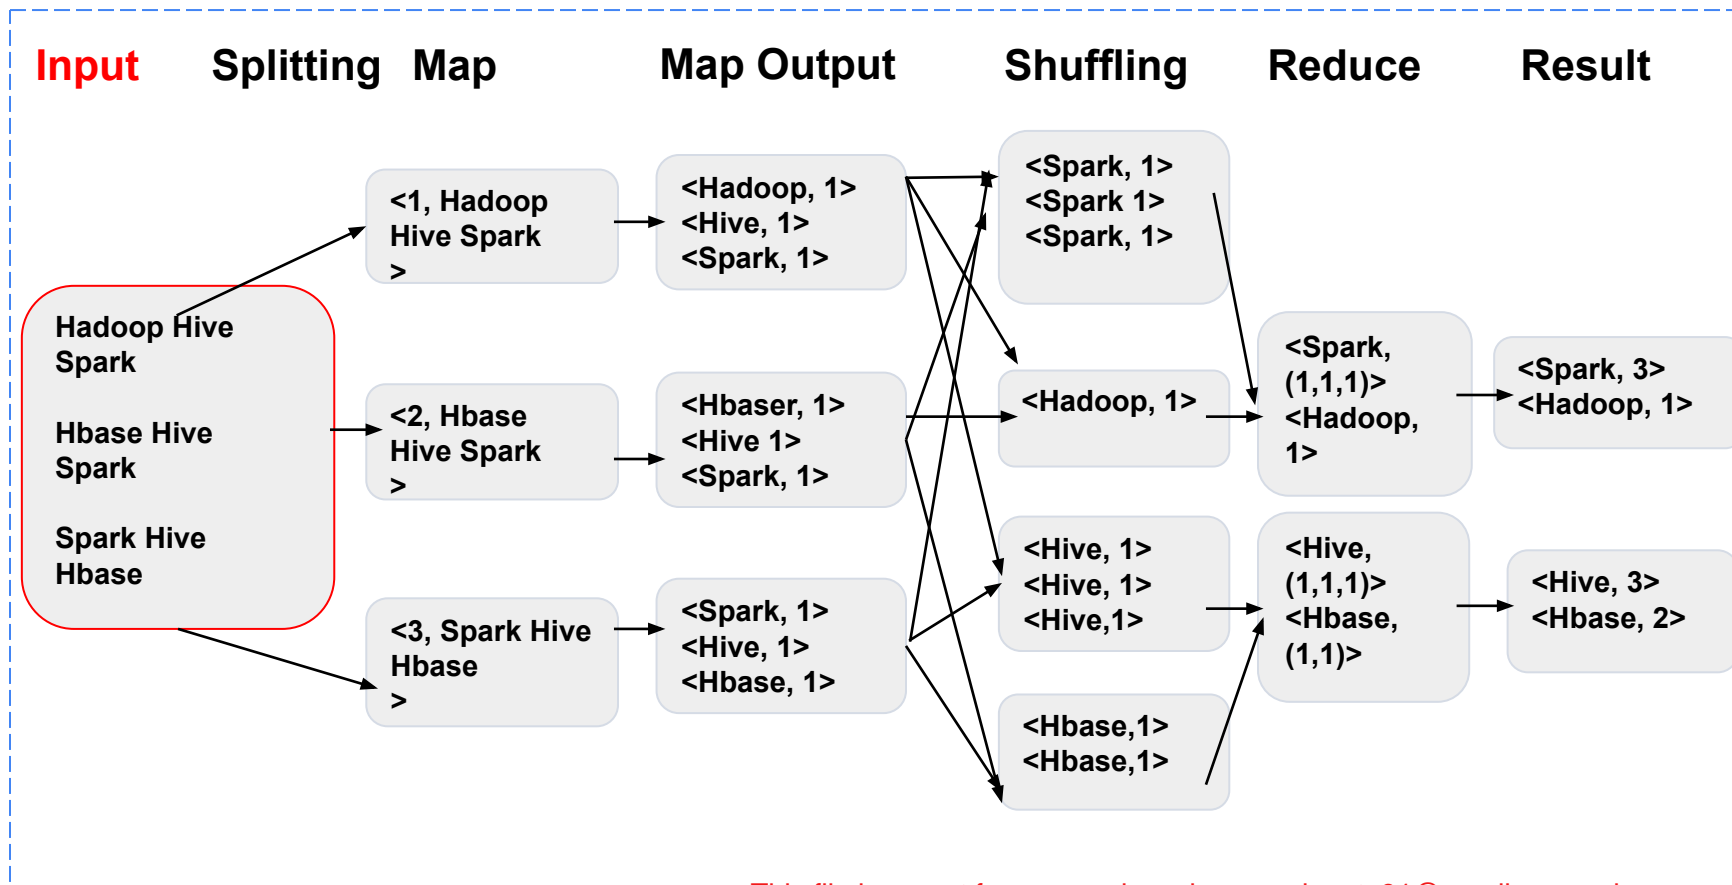 Input Splitting Map Map Output Shuffling Reduce Result
Hadoop Hive
Spark
Hbase Hive
Spark
Spark Hive
Hbase
<1, Hadoop
Hive Spark
>
<2, Hbase
Hive Spark
>
<3, Spark Hive
Hbase
>
<Hadoop, 1>
<Hive, 1>
<Spark, 1>
<Hbaser, 1>
<Hive 1>
<Spark, 1>
<Spark, 1>
<Hive, 1>
<Hbase, 1>
<Spark, 1>
<Spark 1>
<Spark, 1>
<Hadoop, 1>
<Hive, 1>
<Hive, 1>
<Hive,1>
<Hbase,1>
<Hbase,1>
<Spark,
(1,1,1)>
<Hadoop,
1>
<Hive,
(1,1,1)>
<Hbase,
(1,1)>
<Spark, 3>
<Hadoop, 1>
<Hive, 3>
<Hbase, 2>